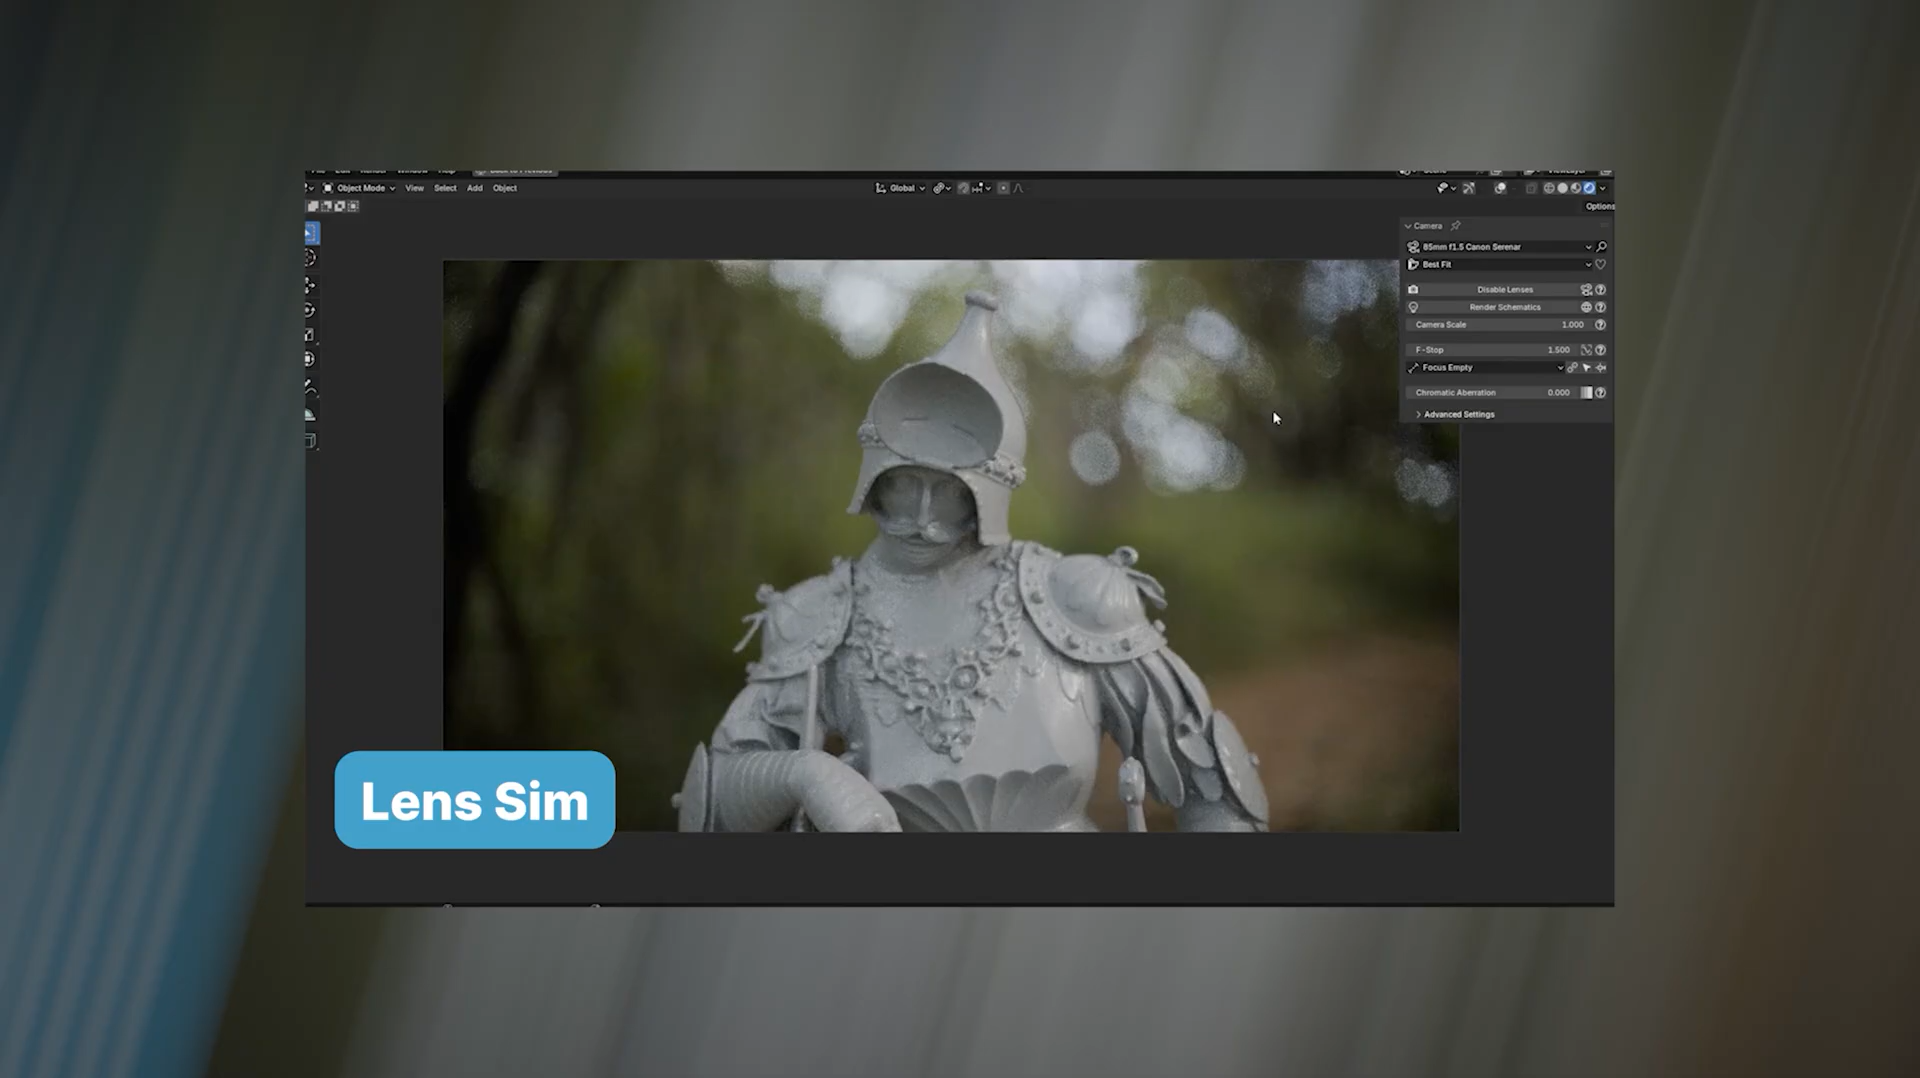 Object Mode View Select Add Object Global
Options
Camera
85mm f1.5 Canon Serenar
Best Fit
Disable Lenses
Render Schematics
Camera Scale 1.000
F-Stop 1.500
Focus Empty
Chromatic Aberration 0.000
Advanced Settings
Lens Sim